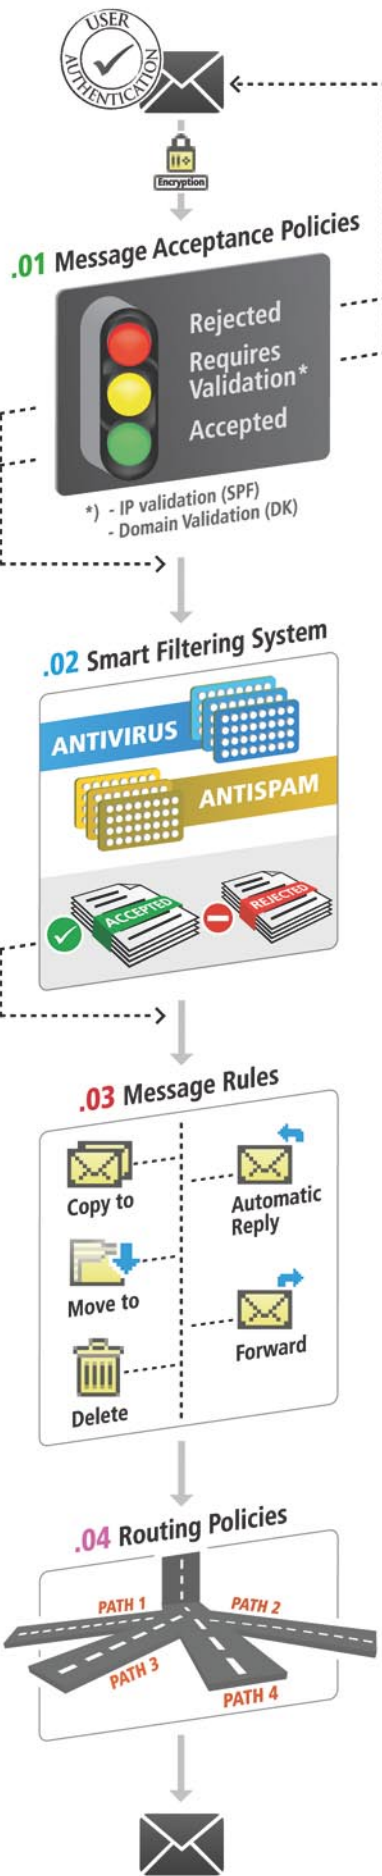 USER
AUTHENTICATION
Encryption
.01 Message Acceptance Policies
Rejected
Requires
Validation*
Accepted
*) - IP validation (SPF)
- Domain Validation (DK)
.02 Smart Filtering System
ANTIVIRUS
ANTISPAM
ACCEPTED
REJECTED
.03 Message Rules
Copy to
Automatic
Reply
Move to
Forward
Delete
.04 Routing Policies
PATH 1
PATH 2
PATH 3
PATH 4